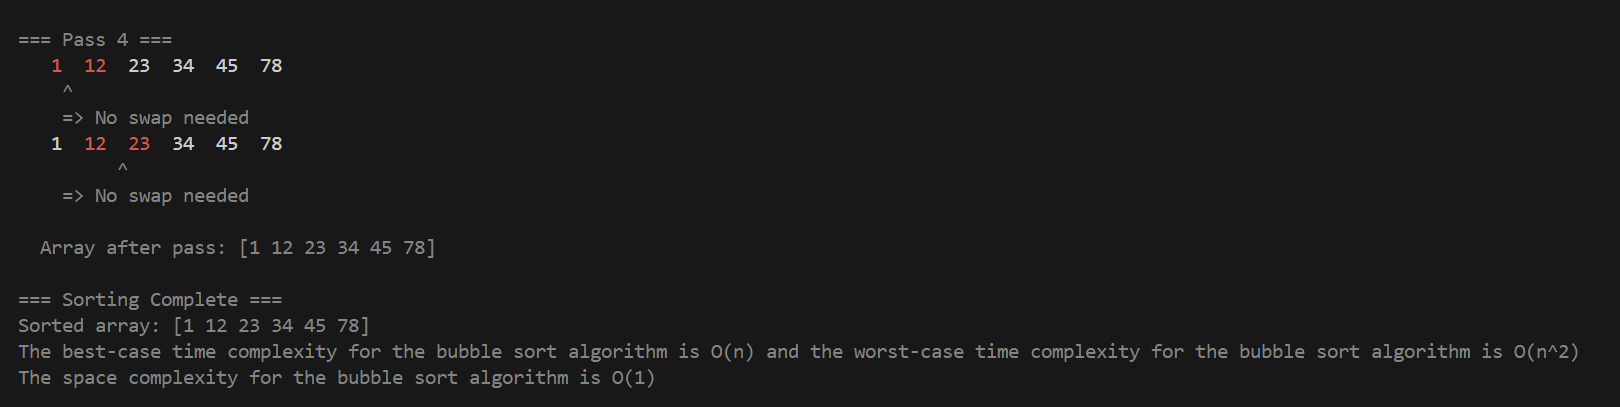 === Pass 4 ===
1 12 23 34 45 78
^
=> No swap needed
1 12 23 34 45 78
^
=> No swap needed
Array after pass: [1 12 23 34 45 78]
=== Sorting Complete ===
Sorted array: [1 12 23 34 45 78]
The best-case time complexity for the bubble sort algorithm is O(n) and the worst-case time complexity for the bubble sort algorithm is O(n^2)
The space complexity for the bubble sort algorithm is O(1)